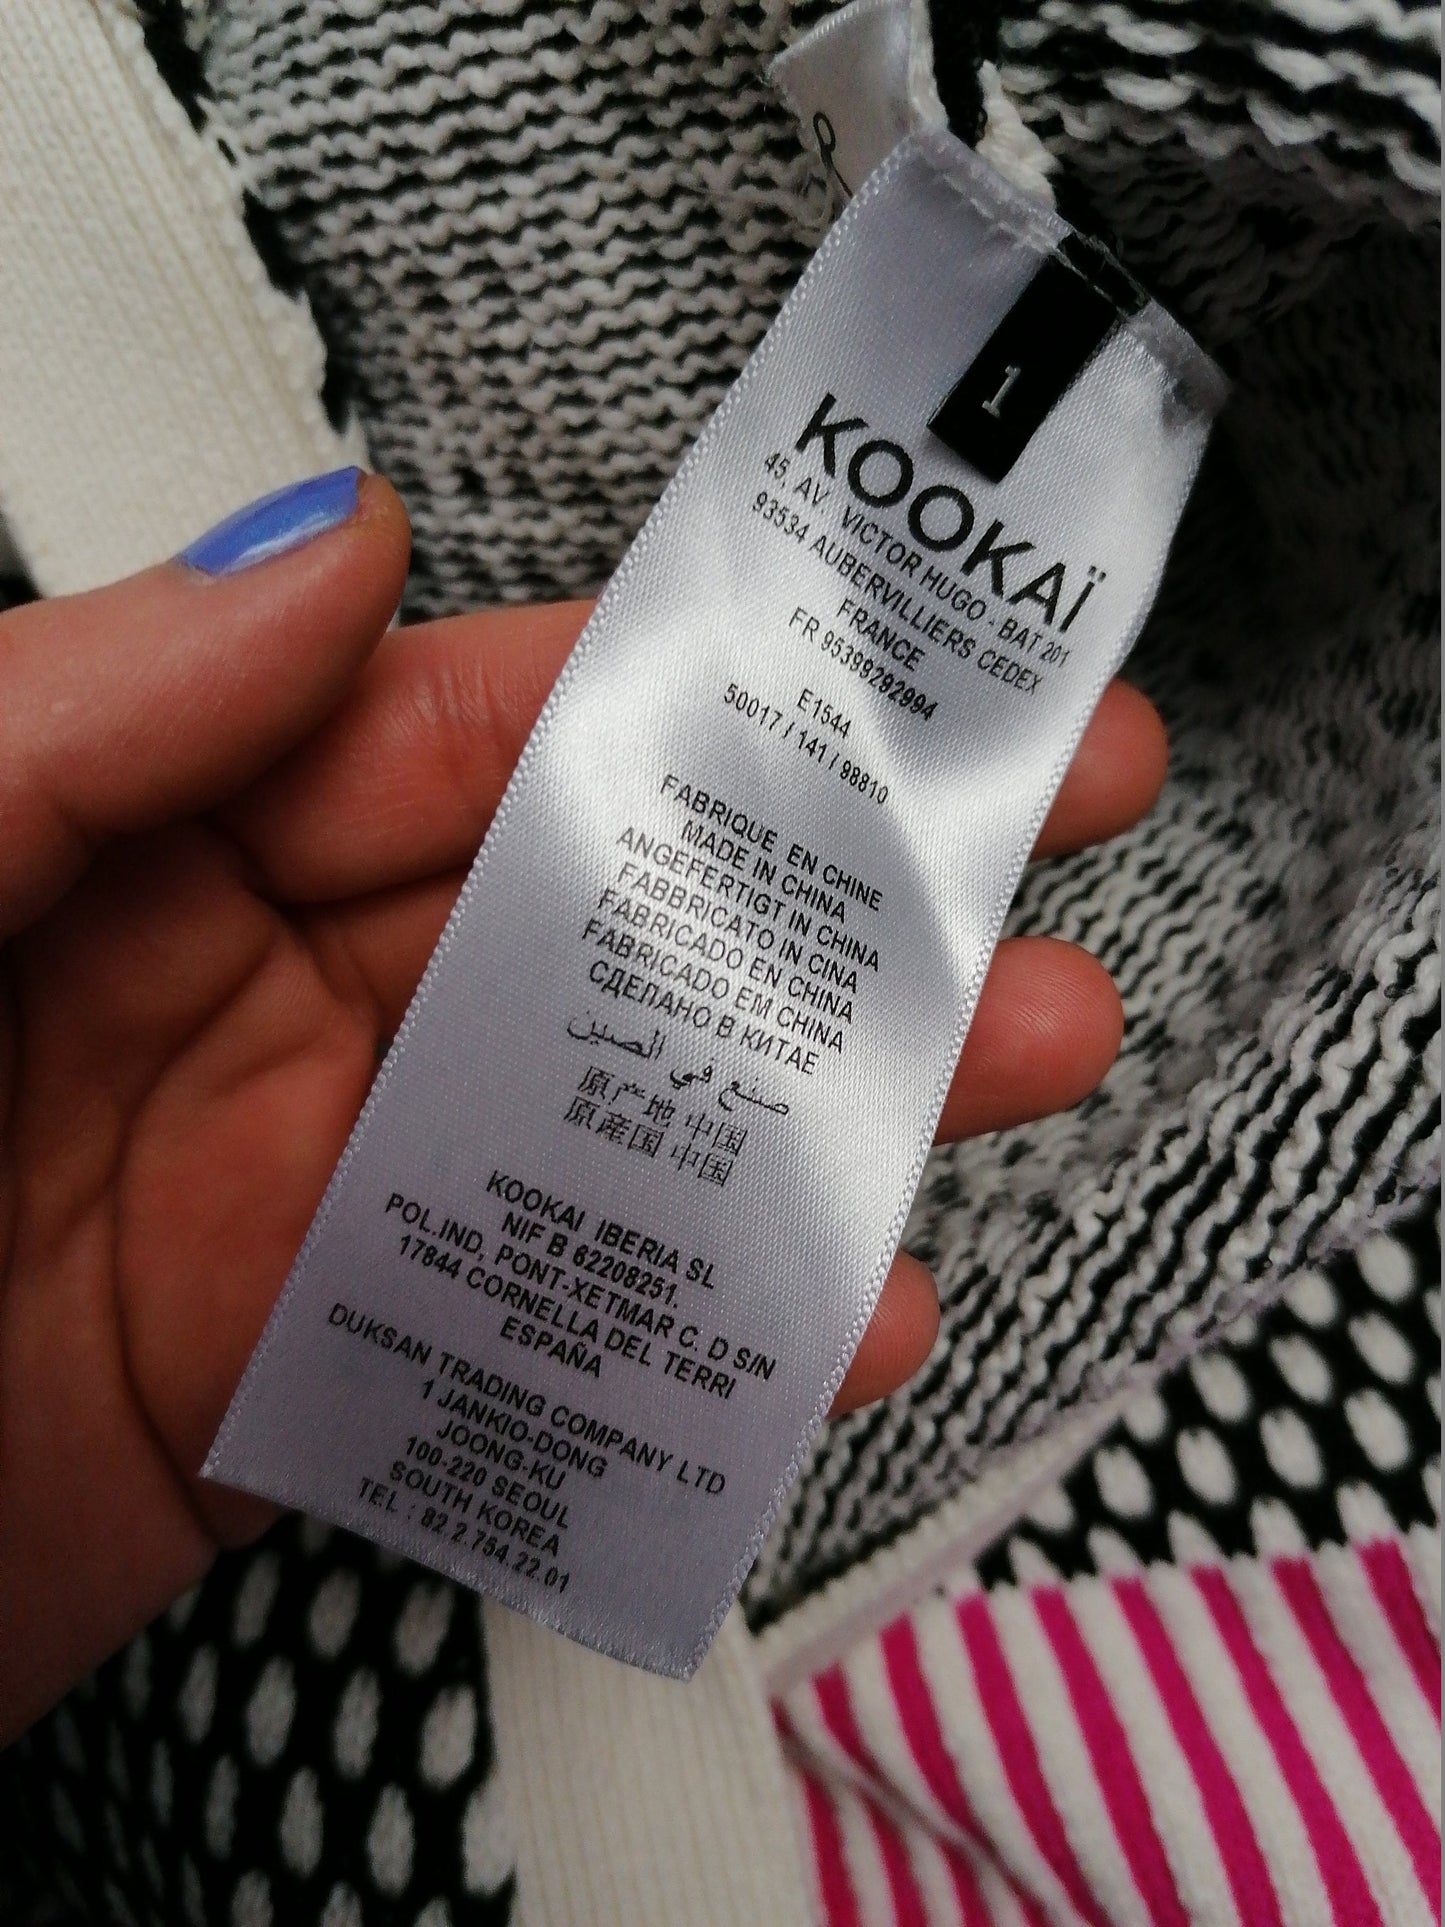 1
KOOKAÏ
45, AV. VICTOR HUGO - BAT 201
93534 AUBERVILLIERS CEDEX
FRANCE
FR 95399292994
E1544
50017 / 141 / 98810
FABRIQUE EN CHINE
MADE IN CHINA
ANGEFERTIGT IN CHINA
FABBRICATO IN CINA
FABRICADO EN CHINA
FABRICADO EM CHINA
СДЕЛАНО В КИТАЕ
صنع في الصين
原产地 中国
原産国 中国
KOOKAI IBERIA SL
NIF B 62208251.
POL.IND, PONT-XETMAR C. D S/N
17844 CORNELLA DEL TERRI
ESPAÑA
DUKSAN TRADING COMPANY LTD
1 JANKIO-DONG
JOONG-KU
100-220 SEOUL
SOUTH KOREA
TEL : 82.2.754.22.01